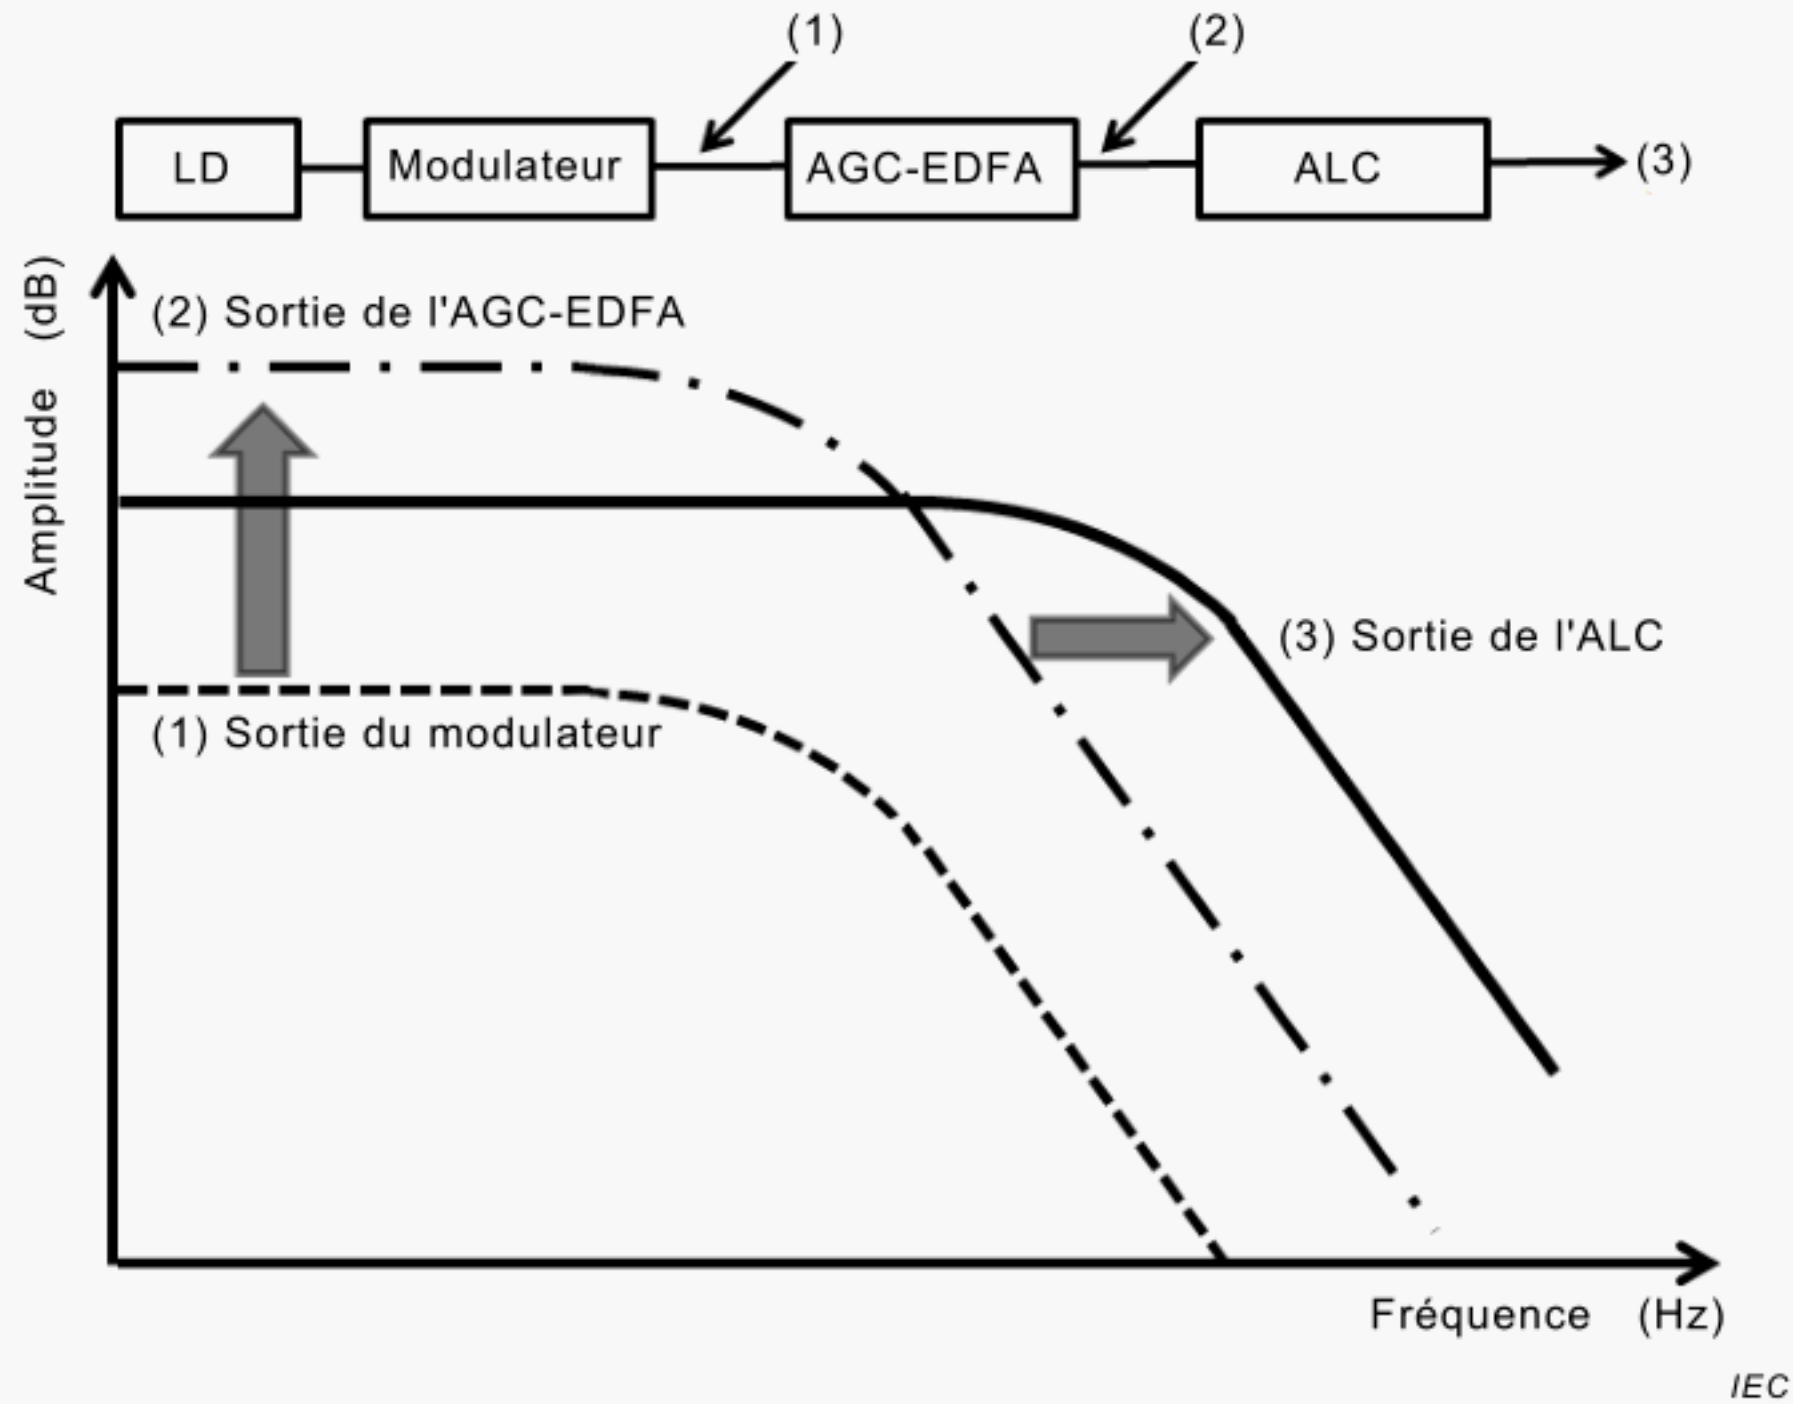 (1) (2)
LD Modulateur AGC-EDFA ALC (3)
Amplitude (dB)
(2) Sortie de l'AGC-EDFA
(3) Sortie de l'ALC
(1) Sortie du modulateur
Fréquence (Hz)
IEC